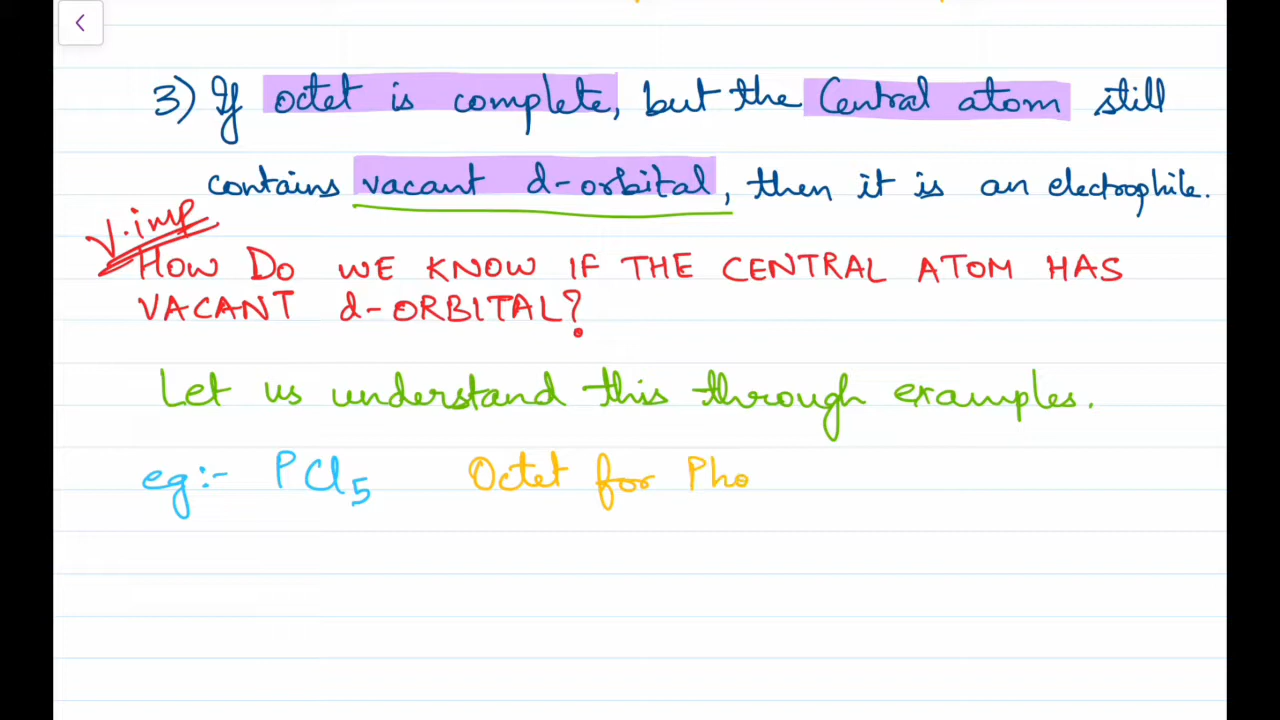 3) If octet is complete, but the Central atom still
contains vacant d-orbital, then it is an electrophile.
V.imp
HOW DO WE KNOW IF THE CENTRAL ATOM HAS
VACANT d-ORBITAL?
Let us understand this through examples.
eg:- PCl5 Octet for Pho